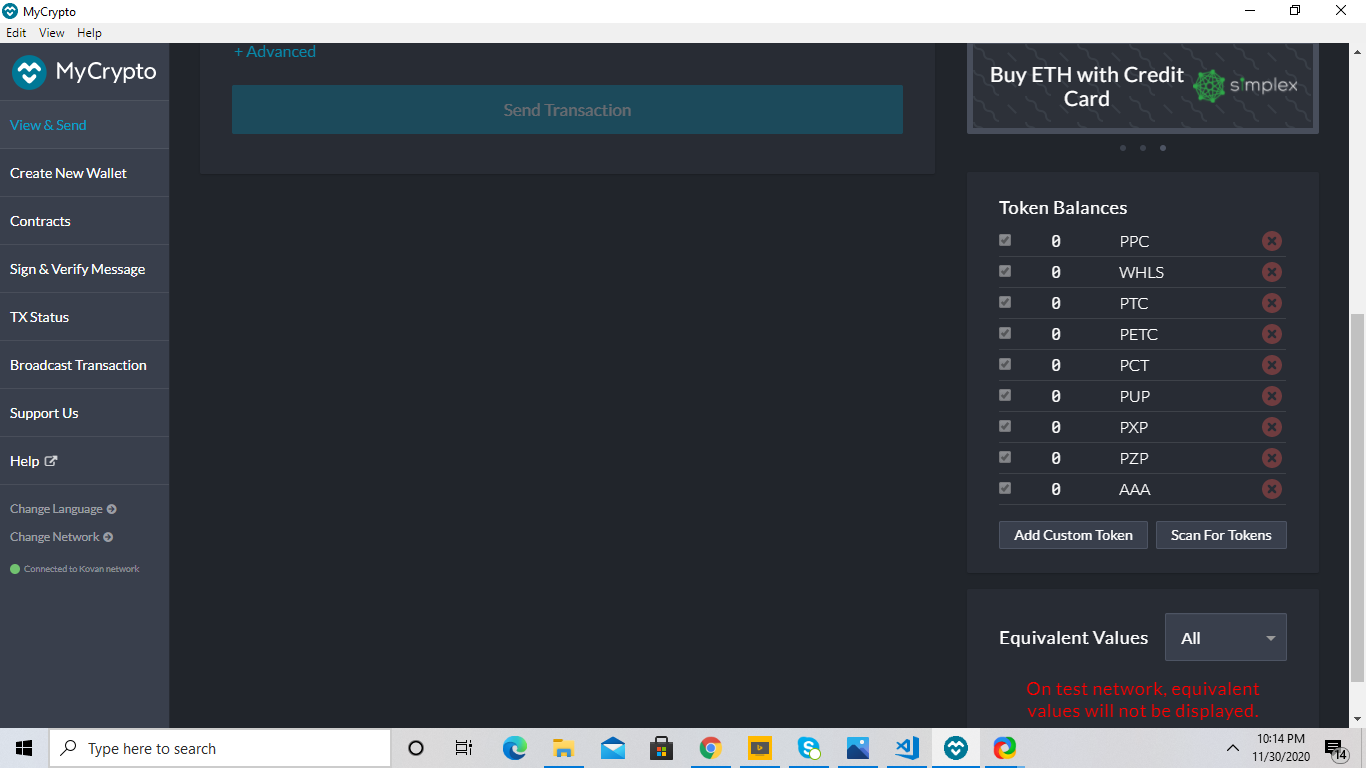 MyCrypto
Edit View Help
MyCrypto
View & Send
Create New Wallet
Contracts
Sign & Verify Message
TX Status
Broadcast Transaction
Support Us
Help
Change Language
Change Network
Connected to Kovan network
+ Advanced
Send Transaction
Buy ETH with Credit
Card
simplex
Token Balances
0 PPC
0 WHLS
0 PTC
0 PETC
0 PCT
0 PUP
0 PXP
0 PZP
0 AAA
Add Custom Token Scan For Tokens
Equivalent Values All
On test network, equivalent
values will not be displayed.
Type here to search
10:14 PM
11/30/2020
14